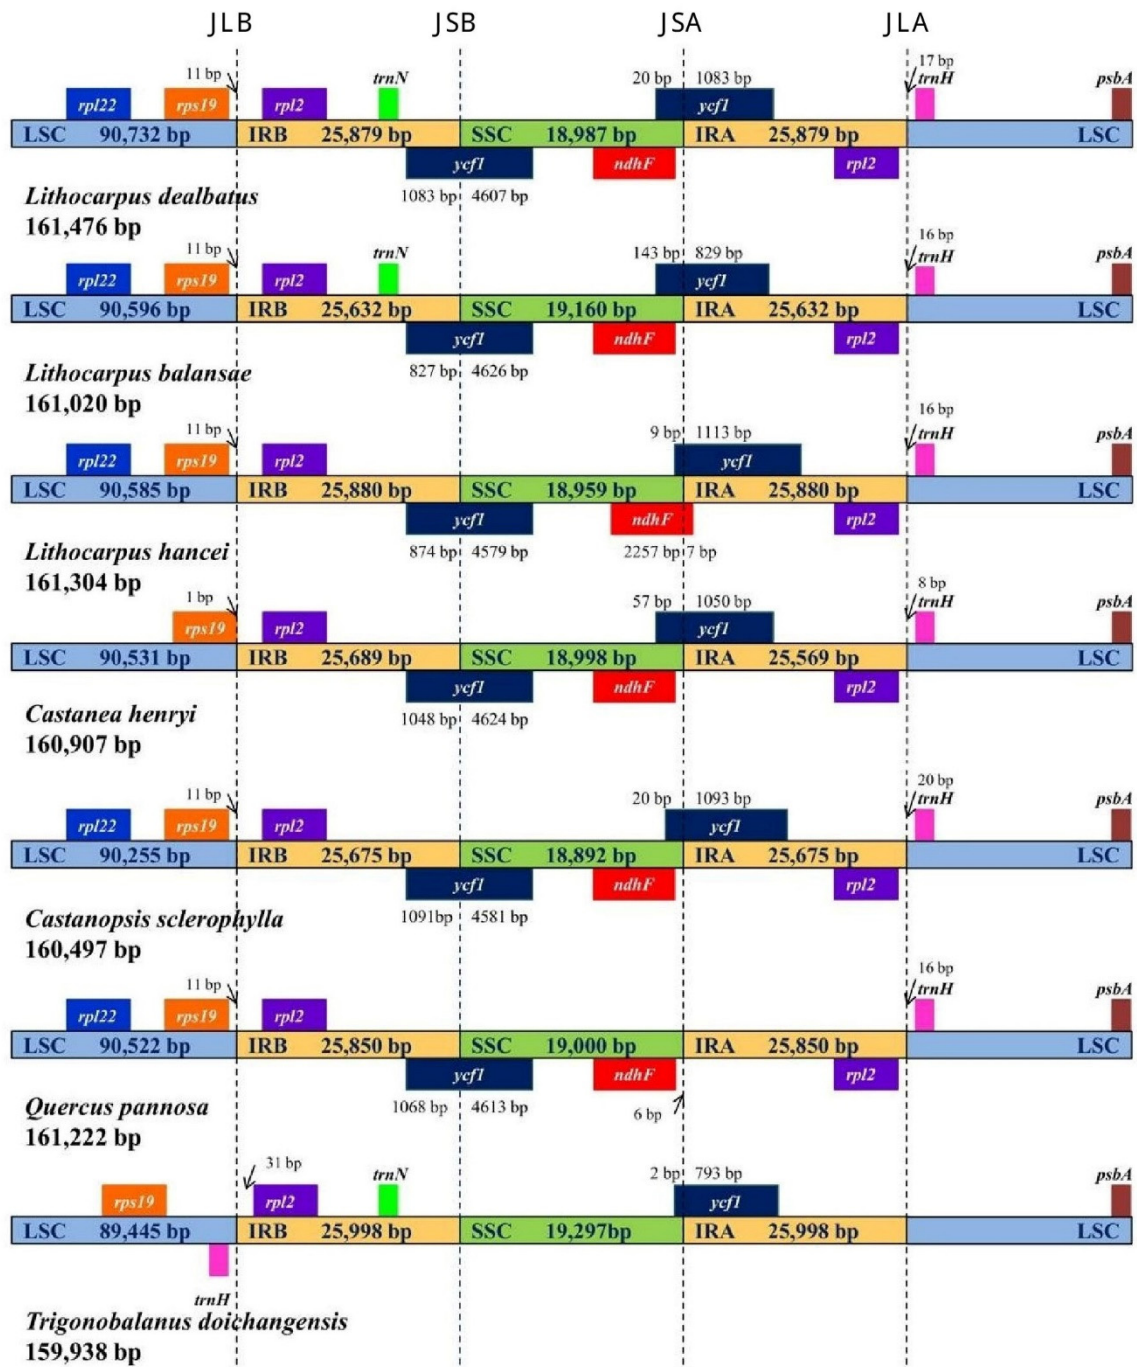 JLB JSB JSA JLA
11 bp trnN 20 bp 1083 bp 17 bp trnH psbA
rpl22 rps19 rpl2 ycf1
LSC 90,732 bp IRB 25,879 bp SSC 18,987 bp IRA 25,879 bp LSC
ycf1 ndhF rpl2
1083 bp 4607 bp
Lithocarpus dealbatus
161,476 bp
11 bp trnN 143 bp 829 bp 16 bp trnH psbA
rpl22 rps19 rpl2 ycf1
LSC 90,596 bp IRB 25,632 bp SSC 19,160 bp IRA 25,632 bp LSC
ycf1 ndhF rpl2
827 bp 4626 bp
Lithocarpus balansae
161,020 bp
11 bp 9 bp 1113 bp 16 bp trnH psbA
rpl22 rps19 rpl2 ycf1
LSC 90,585 bp IRB 25,880 bp SSC 18,959 bp IRA 25,880 bp LSC
ycf1 ndhF rpl2
874 bp 4579 bp 2257 bp 7 bp
Lithocarpus hancei
161,304 bp
1 bp 57 bp 1050 bp 8 bp trnH psbA
rps19 rpl2 ycf1
LSC 90,531 bp IRB 25,689 bp SSC 18,998 bp IRA 25,569 bp LSC
ycf1 ndhF rpl2
1048 bp 4624 bp
Castanea henryi
160,907 bp
11 bp 20 bp 1093 bp 20 bp trnH psbA
rpl22 rps19 rpl2 ycf1
LSC 90,255 bp IRB 25,675 bp SSC 18,892 bp IRA 25,675 bp LSC
ycf1 ndhF rpl2
1091bp 4581 bp
Castanopsis sclerophylla
160,497 bp
11 bp 16 bp trnH psbA
rpl22 rps19 rpl2
LSC 90,522 bp IRB 25,850 bp SSC 19,000 bp IRA 25,850 bp LSC
ycf1 ndhF rpl2
1068 bp 4613 bp 6 bp
Quercus pannosa
161,222 bp
31 bp trnN 2 bp 793 bp psbA
rps19 rpl2 ycf1
LSC 89,445 bp IRB 25,998 bp SSC 19,297bp IRA 25,998 bp LSC
trnH
Trigonobalanus doichangensis
159,938 bp